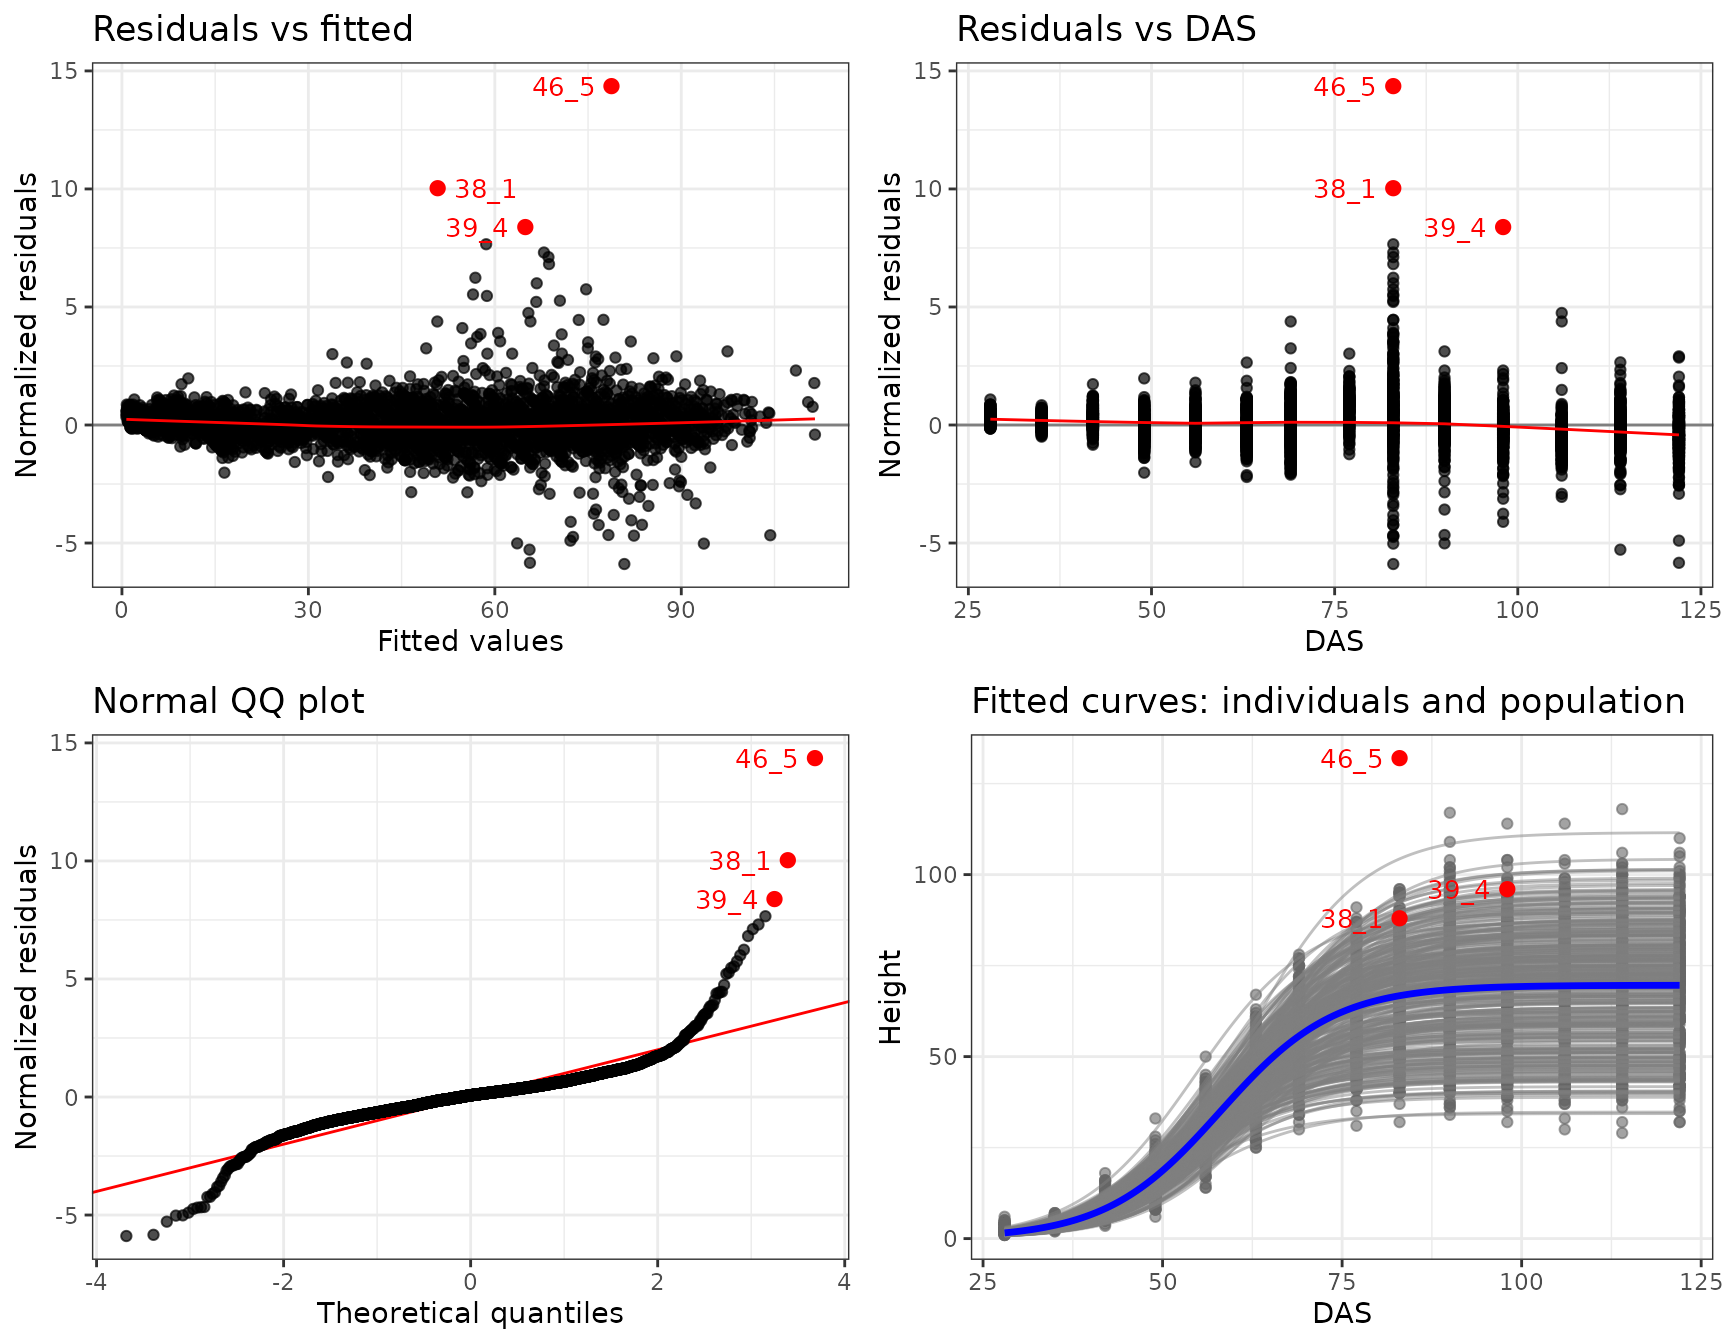 Residuals vs fitted
Normalized residuals
15
10
5
0
-5
46_5
38_1
39_4
0 30 60 90
Fitted values
Residuals vs DAS
Normalized residuals
15
10
5
0
-5
46_5
38_1
39_4
25 50 75 100 125
DAS
Normal QQ plot
Normalized residuals
15
10
5
0
-5
46_5
38_1
39_4
-4 -2 0 2 4
Theoretical quantiles
Fitted curves: individuals and population
Height
100
50
0
46_5
39_4
38_1
25 50 75 100 125
DAS